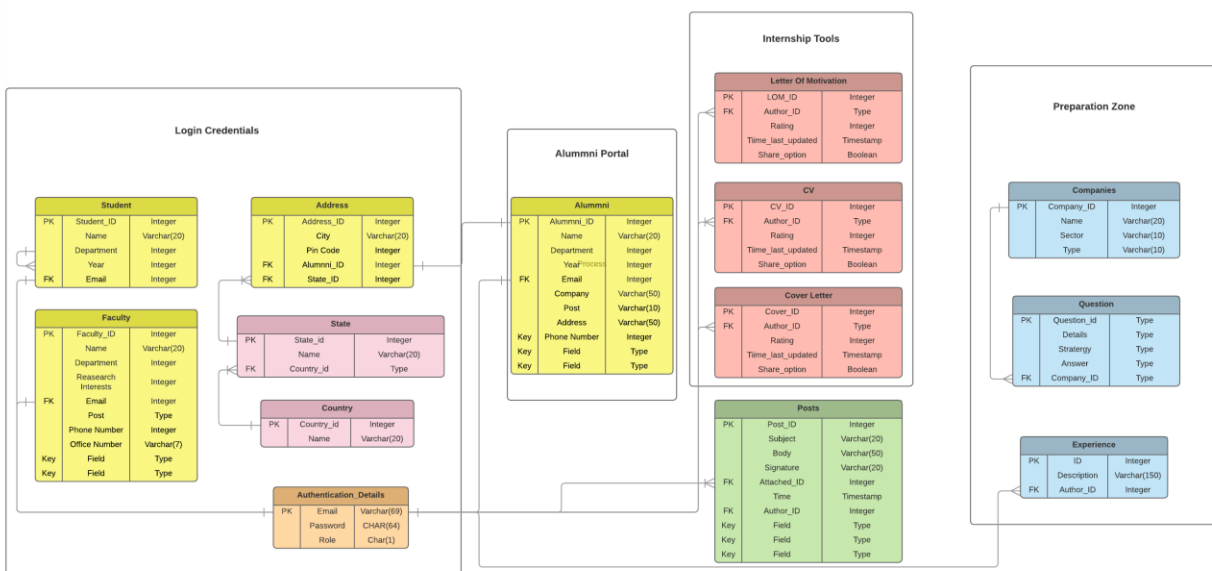 Login Credentials
Student
PK Student_ID Integer
Name Varchar(20)
Department Integer
Year Integer
FK Email Integer
Faculty
PK Faculty_ID Integer
Name Varchar(20)
Department Integer
Reasearch Interests Integer
FK Email Integer
Post Type
Phone Number Integer
Office Number Varchar(7)
Key Field Type
Key Field Type
Address
PK Address_ID Integer
City Varchar(20)
Pin Code Integer
FK Alumni_ID Integer
FK State_ID Integer
State
PK State_id Integer
Name Varchar(20)
FK Country_id Type
Country
PK Country_id Integer
Name Varchar(20)
Authentication_Details
PK Email Varchar(69)
Password CHAR(64)
Role Char(1)
Alummni Portal
Alummni
PK Alummni_ID Integer
Name Varchar(20)
Department Integer
Year Process Integer
FK Email Integer
Company Varchar(50)
Post Varchar(10)
Address Varchar(50)
Key Phone Number Integer
Key Field Type
Key Field Type
Internship Tools
Letter Of Motivation
PK LOM_ID Integer
FK Author_ID Type
Rating Integer
Tiime_last_updated Timestamp
Share_option Boolean
CV
PK CV_ID Integer
FK Author_ID Type
Rating Integer
Tiime_last_updated Timestamp
Share_option Boolean
Cover Letter
PK Cover_ID Integer
FK Author_ID Type
Rating Integer
Tiime_last_updated Timestamp
Share_option Boolean
Posts
PK Post_ID Integer
Subject Varchar(20)
Body Varchar(50)
Signature Varchar(20)
FK Attached_ID Integer
Time Timestamp
FK Author_ID Integer
Key Field Type
Key Field Type
Key Field Type
Preparation Zone
Companies
PK Company_ID Integer
Name Varchar(20)
Sector Varchar(10)
Type Varchar(10)
Question
PK Question_id Type
Details Type
Stratergy Type
Answer Type
FK Company_ID Type
Experience
PK ID Integer
Description Varchar(150)
FK Author_ID Integer